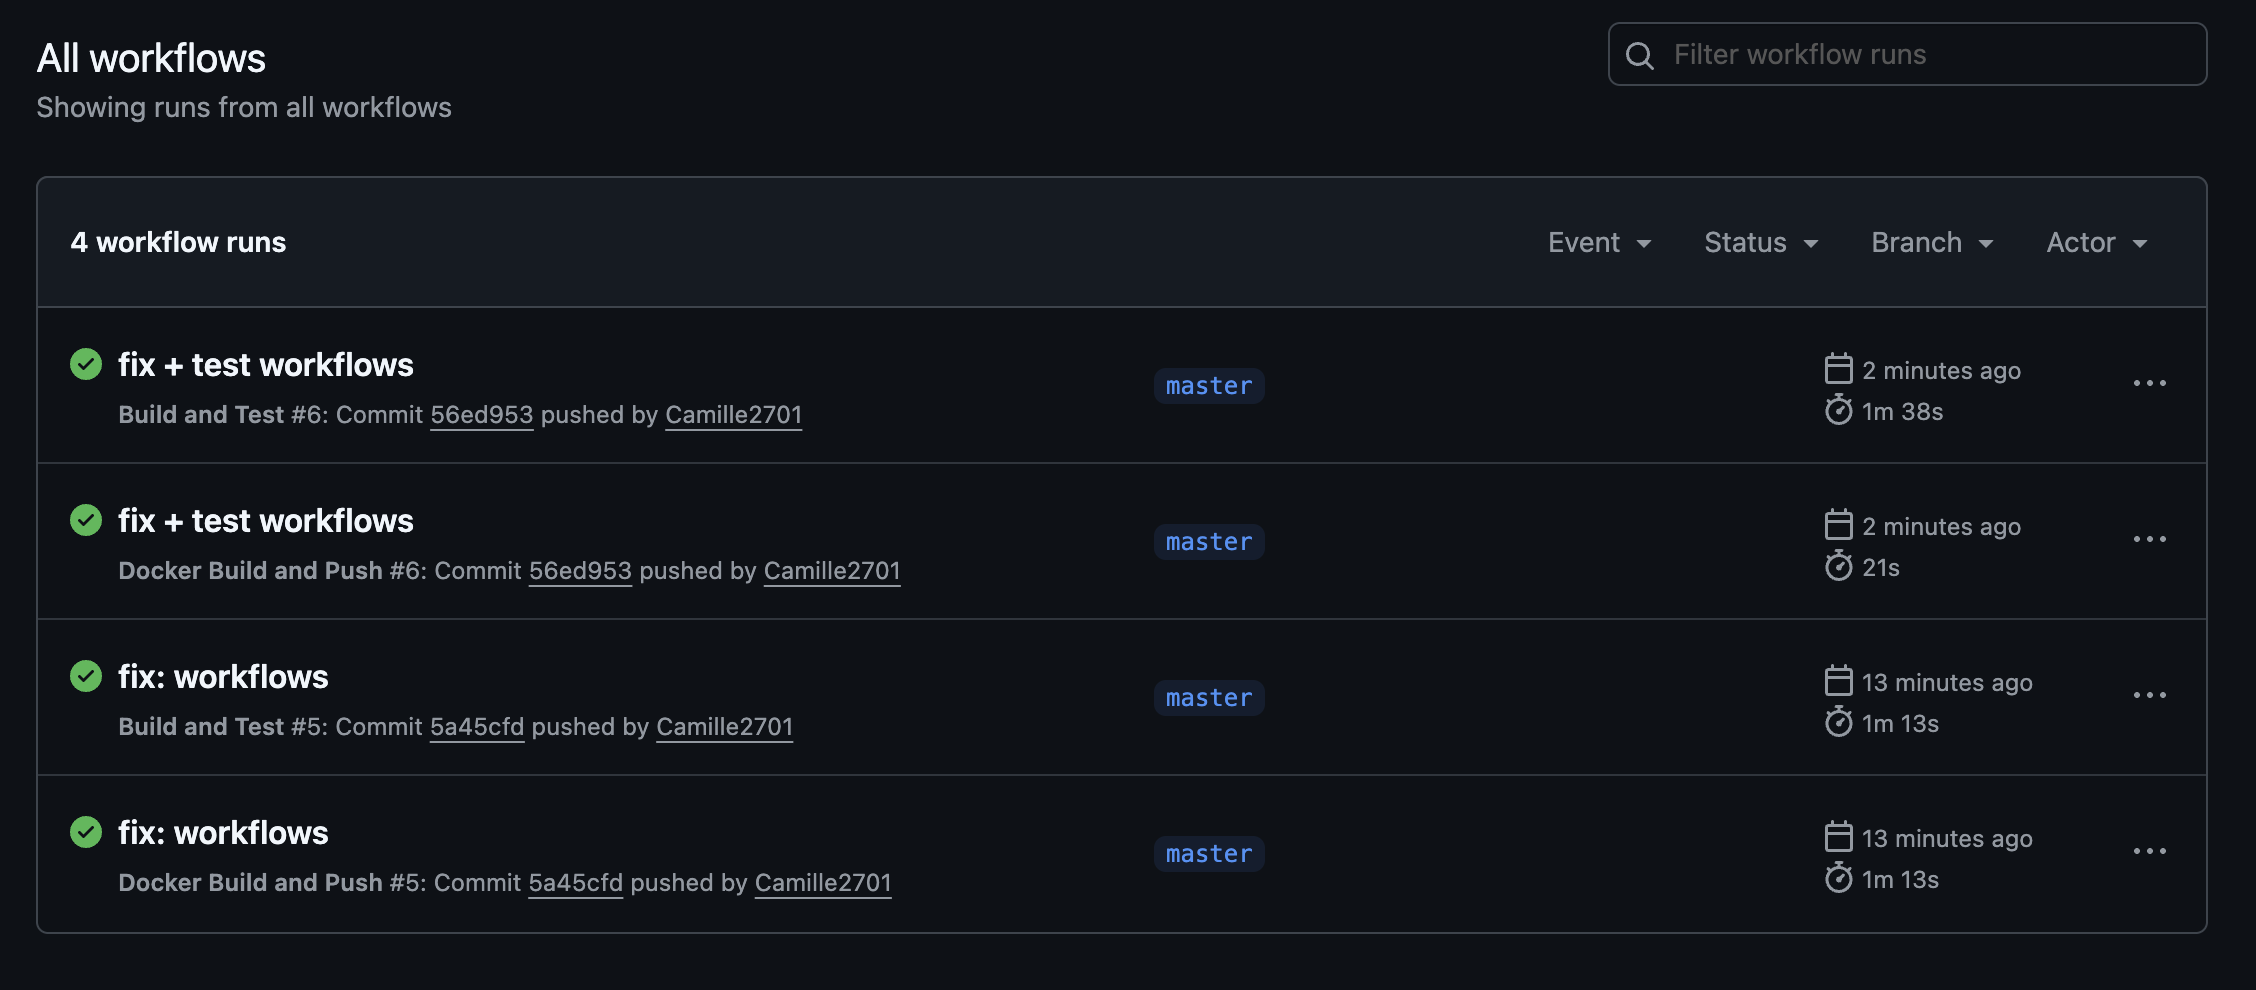 All workflows
Filter workflow runs
Showing runs from all workflows
4 workflow runs
Event Status Branch Actor
fix + test workflows
Build and Test #6: Commit 56ed953 pushed by Camille2701
master
2 minutes ago
1m 38s
fix + test workflows
Docker Build and Push #6: Commit 56ed953 pushed by Camille2701
master
2 minutes ago
21s
fix: workflows
Build and Test #5: Commit 5a45cfd pushed by Camille2701
master
13 minutes ago
1m 13s
fix: workflows
Docker Build and Push #5: Commit 5a45cfd pushed by Camille2701
master
13 minutes ago
1m 13s